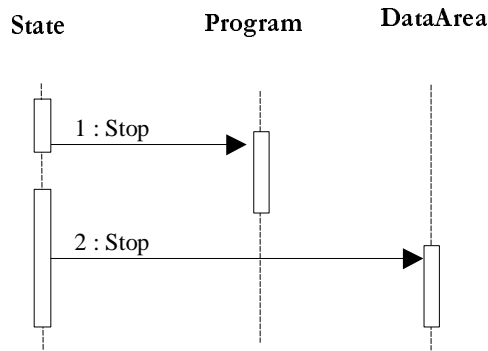 State
Program
DataArea
1 : Stop
2 : Stop